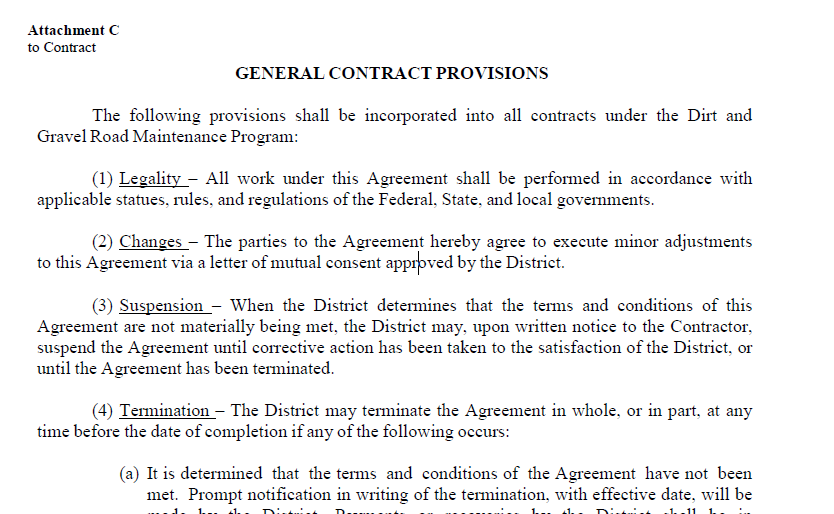 Attachment C
to Contract
GENERAL CONTRACT PROVISIONS
The following provisions shall be incorporated into all contracts under the Dirt and
Gravel Road Maintenance Program:
(1) Legality – All work under this Agreement shall be performed in accordance with
applicable statues, rules, and regulations of the Federal, State, and local governments.
(2) Changes – The parties to the Agreement hereby agree to execute minor adjustments
to this Agreement via a letter of mutual consent approved by the District.
(3) Suspension – When the District determines that the terms and conditions of this
Agreement are not materially being met, the District may, upon written notice to the Contractor,
suspend the Agreement until corrective action has been taken to the satisfaction of the District, or
until the Agreement has been terminated.
(4) Termination – The District may terminate the Agreement in whole, or in part, at any
time before the date of completion if any of the following occurs:
(a) It is determined that the terms and conditions of the Agreement have not been
met. Prompt notification in writing of the termination, with effective date, will be